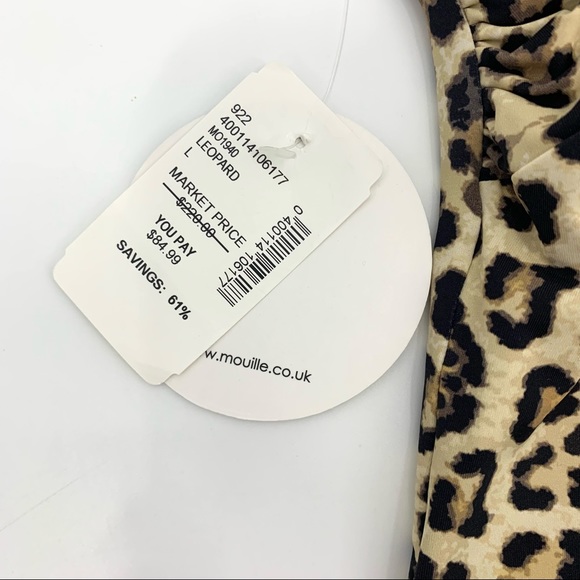 922
400114106177
MO1940
LEOPARD
L
MARKET PRICE
$220.00
YOU PAY
$84.99
SAVINGS: 61%
0 400114 106177
w.mouille.co.uk